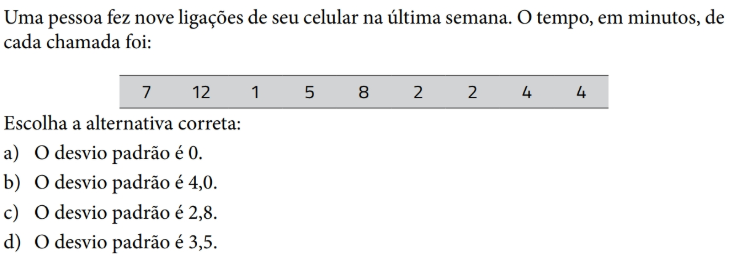 Uma pessoa fez nove ligações de seu celular na última semana. O tempo, em minutos, de
cada chamada foi:
7 12 1 5 8 2 2 4 4
Escolha a alternativa correta:
a) O desvio padrão é 0.
b) O desvio padrão é 4,0.
c) O desvio padrão é 2,8.
d) O desvio padrão é 3,5.